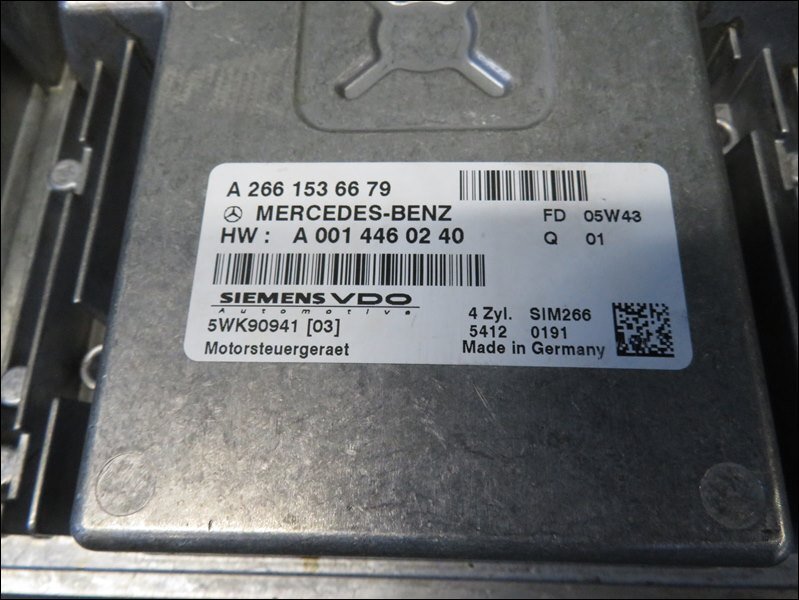 A 266 153 66 79
MERCEDES-BENZ FD 05W43
HW : A 001 446 02 40 Q 01
SIEMENS VDO
Automotive
5WK90941 [03] 4 Zyl. SIM266
5412 0191
Motorsteuergeraet Made in Germany